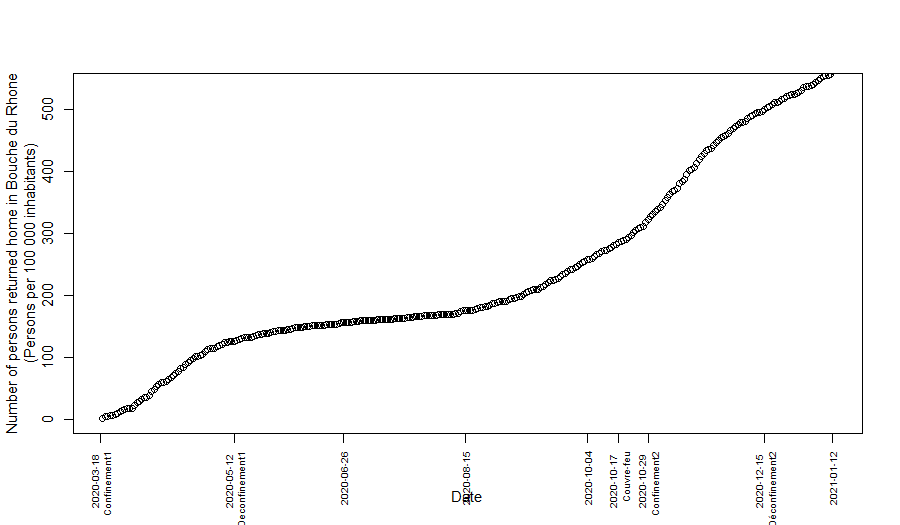 Number of persons returned home in Bouche du Rhone
(Persons per 100 000 inhabitants)
500
400
300
200
100
0
2020-03-18
Confinement1
2020-05-12
Deconfinement1
2020-06-26
2020-08-15
2020-10-04
2020-10-17
Couvre-feu
2020-10-29
Confinement2
2020-12-15
Déconfinement2
2021-01-12
Date